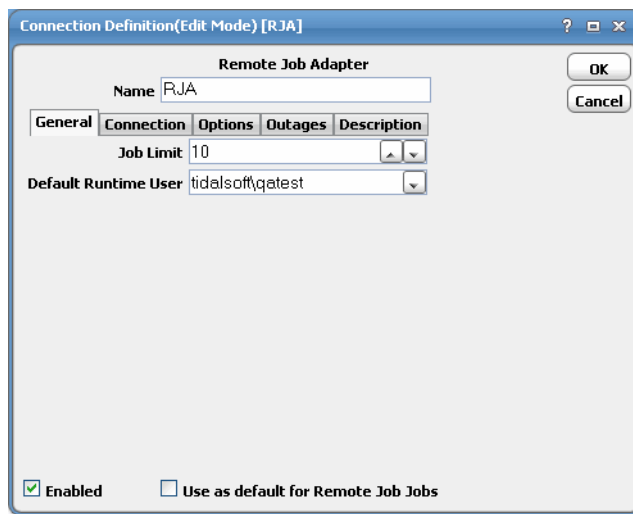 Connection Definition(Edit Mode) [RJA]
?
Remote Job Adapter
OK
Name RJA
Cancel
General Connection Options Outages Description
Job Limit 10
Default Runtime User tidalsoft\qatest
Enabled Use as default for Remote Job Jobs